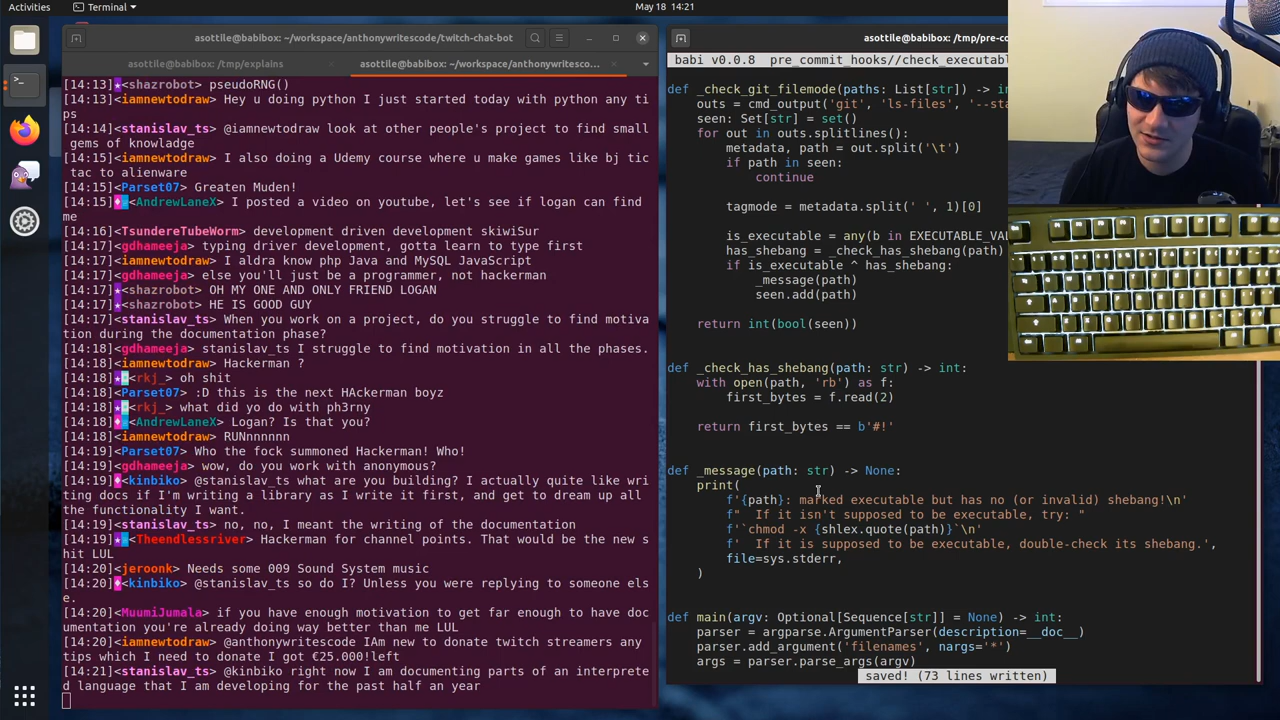 Activities
Terminal
May 18 14:21
asottile@babibox: ~/workspace/anthonywritescode/twitch-chat-bot
asottile@babibox: /tmp/explains
asottile@babibox: ~/workspace/anthonywritesco...
[14:13] <shazrobot> pseudoRNG()
[14:13]<iamnewtodraw> Hey u doing python I just started today with python any ti
ps
[14:14]<stanislav_ts> @iamnewtodraw look at other people's project to find small
gems of knowladge
[14:15]<iamnewtodraw> I also doing a Udemy course where u make games like bj tic
tac to alienware
[14:15]<Parset07> Greaten Muden!
[14:15] <AndrewLaneX> I posted a video on youtube, let's see if logan can find
me
[14:16]<TsundereTubeWorm> development driven development skiwiSur
[14:17]<gdhameeja> typing driver development, gotta learn to type first
[14:17]<iamnewtodraw> I aldra know php Java and MySQL JavaScript
[14:17]<gdhameeja> else you'll just be a programmer, not hackerman
[14:17] <shazrobot> OH MY ONE AND ONLY FRIEND LOGAN
[14:17] <shazrobot> HE IS GOOD GUY
[14:17]<stanislav_ts> When you work on a project, do you struggle to find motiva
tion during the documentation phase?
[14:18]<gdhameeja> stanislav_ts I struggle to find motivation in all the phases.
[14:18]<iamnewtodraw> Hackerman ?
[14:18] <rkj_> oh shit
[14:18]<Parset07> :D this is the next HAckerman boyz
[14:18] <rkj_> what did yo do with ph3rny
[14:18] <AndrewLaneX> Logan? Is that you?
[14:18]<iamnewtodraw> RUNnnnnnn
[14:19]<Parset07> Who the fock summoned Hackerman! Who!
[14:19]<gdhameeja> wow, do you work with anonymous?
[14:19] <kinbiko> @stanislav_ts what are you building? I actually quite like wri
ting docs if I'm writing a library as I write it first, and get to dream up all
the functionality I want.
[14:19]<stanislav_ts> no, no, I meant the writing of the documentation
[14:19] <Theendlessriver> Hackerman for channel points. That would be the new s
hit LUL
[14:20]<jeroonk> Needs some 009 Sound System music
[14:20] <kinbiko> @stanislav_ts so do I? Unless you were replying to someone els
e.
[14:20]<MuumiJumala> if you have enough motivation to get far enough to have doc
umentation you're already doing way better than me LUL
[14:20]<iamnewtodraw> @anthonywritescode IAm new to donate twitch streamers any
tips which I need to donate I got €25.000!left
[14:21]<stanislav_ts> @kinbiko right now I am documenting parts of an interprete
d language that I am developing for the past half an year
asottile@babibox: /tmp/pre-co
babi v0.0.8 pre_commit_hooks//check_executabl
def _check_git_filemode(paths: List[str]) -> in
outs = cmd_output('git', 'ls-files', '--sta
seen: Set[str] = set()
for out in outs.splitlines():
metadata, path = out.split('\t')
if path in seen:
continue
tagmode = metadata.split(' ', 1)[0]
is_executable = any(b in EXECUTABLE_VAL
has_shebang = _check_has_shebang(path)
if is_executable ^ has_shebang:
_message(path)
seen.add(path)
return int(bool(seen))
def _check_has_shebang(path: str) -> int:
with open(path, 'rb') as f:
first_bytes = f.read(2)
return first_bytes == b'#!'
def _message(path: str) -> None:
print(
f'{path}: marked executable but has no (or invalid) shebang!\n'
f"  If it isn't supposed to be executable, try: "
f'`chmod -x {shlex.quote(path)}`\n'
f'  If it is supposed to be executable, double-check its shebang.',
file=sys.stderr,
)
def main(argv: Optional[Sequence[str]] = None) -> int:
parser = argparse.ArgumentParser(description=__doc__)
parser.add_argument('filenames', nargs='*')
args = parser.parse_args(argv)
saved! (73 lines written)